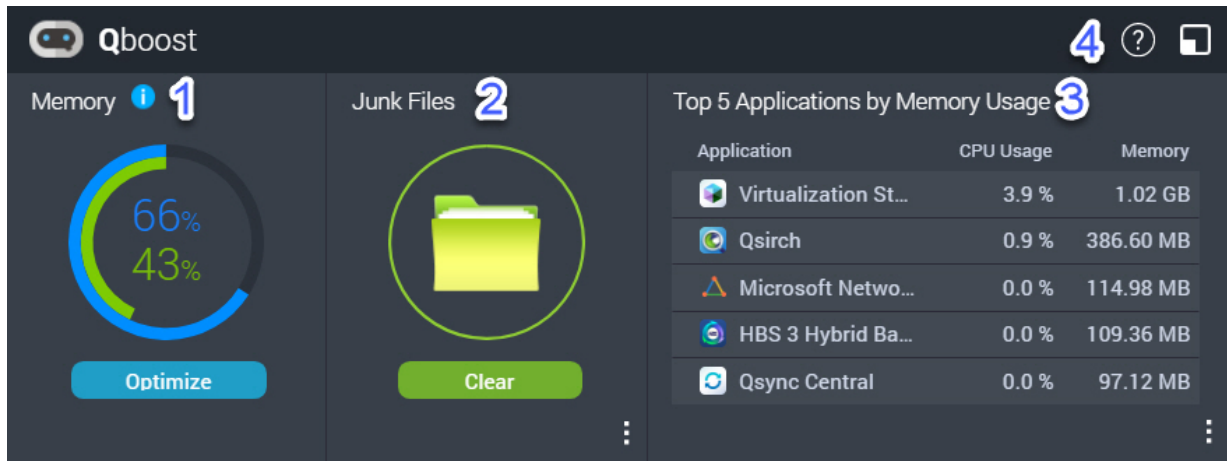 Qboost 4 ?
Memory i 1
66%
43%
Optimize
Junk Files 2
Clear
Top 5 Applications by Memory Usage 3
Application CPU Usage Memory
Virtualization St... 3.9 % 1.02 GB
Qsirch 0.9 % 386.60 MB
Microsoft Netwo... 0.0 % 114.98 MB
HBS 3 Hybrid Ba... 0.0 % 109.36 MB
Qsync Central 0.0 % 97.12 MB